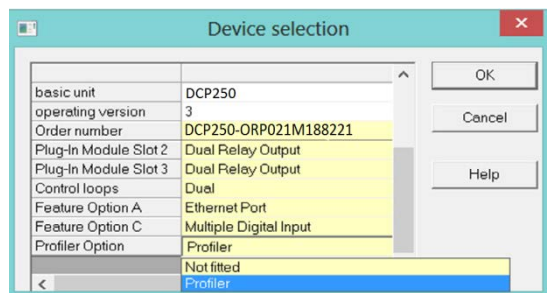 Device selection
OK
basic unit DCP250
operating version 3
Cancel
Order number DCP250-ORP021M188221
Plug-In Module Slot 2 Dual Relay Output
Plug-In Module Slot 3 Dual Relay Output
Help
Control loops Dual
Feature Option A Ethernet Port
Feature Option C Multiple Digital Input
Profiler Option Profiler
Not fitted
Profiler